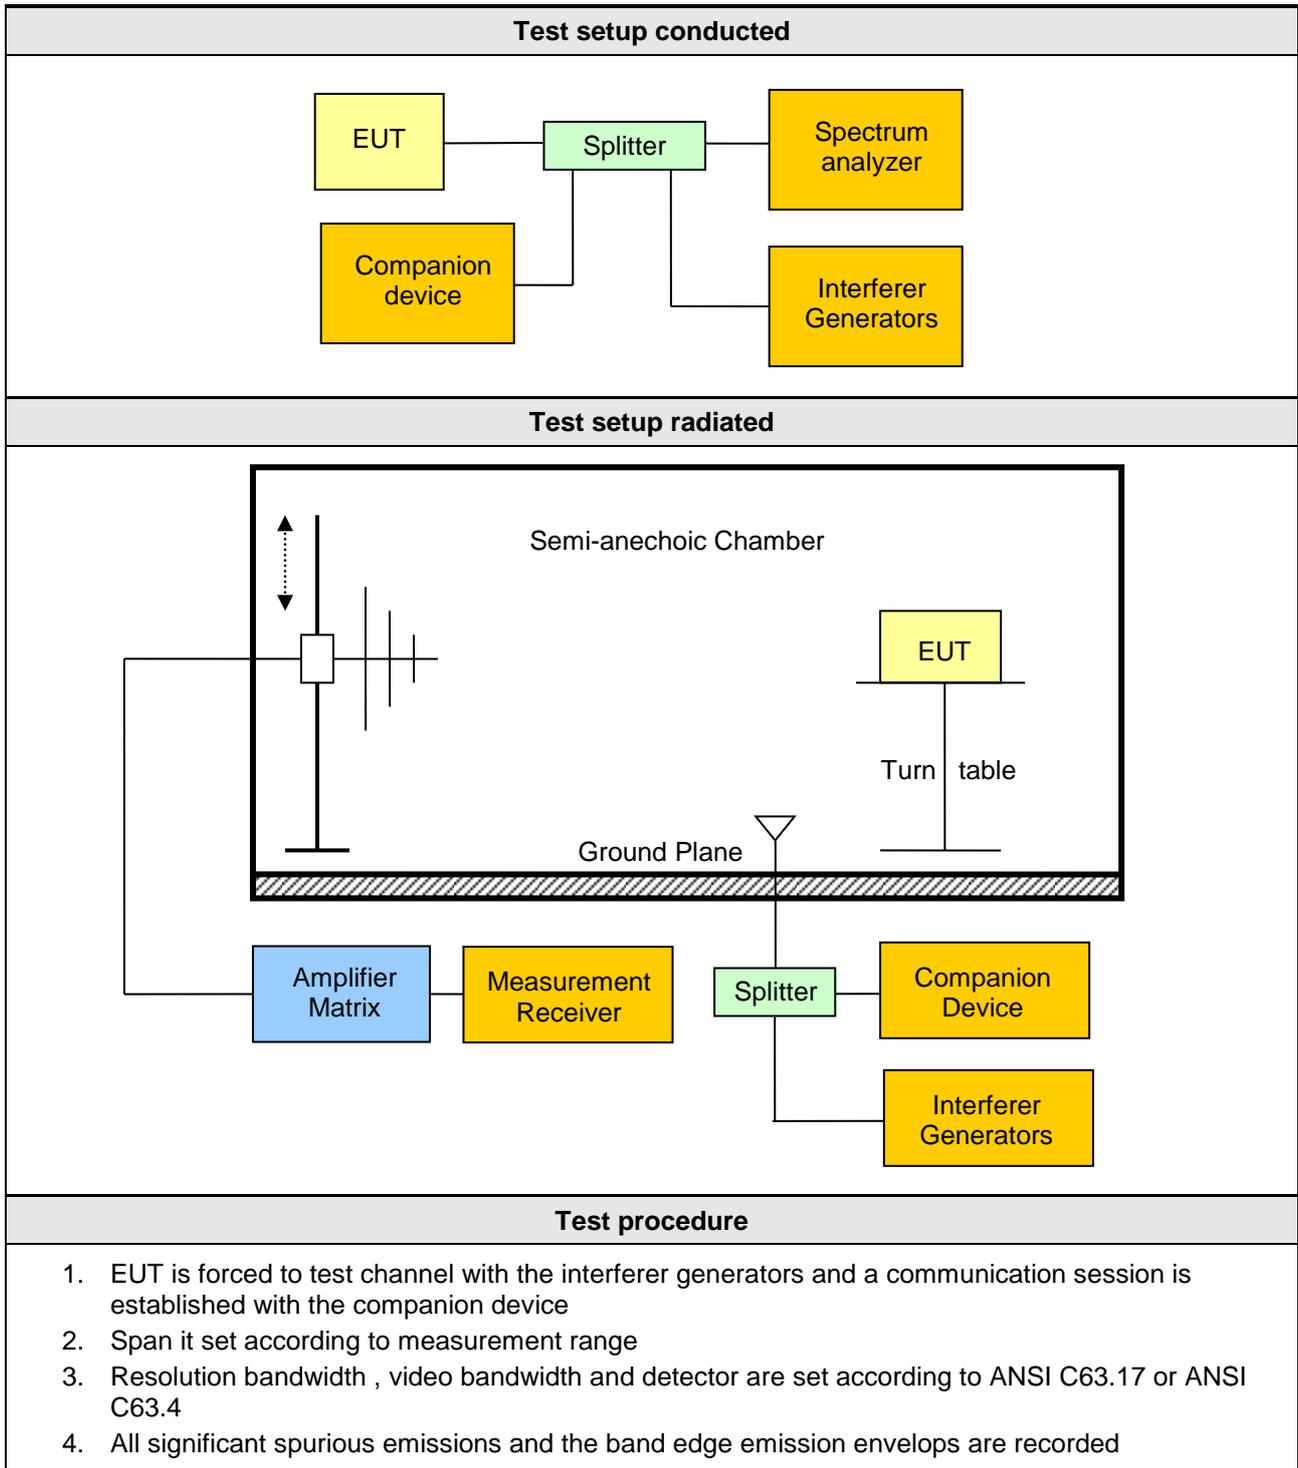 Test setup conducted
EUT
Splitter
Spectrum
analyzer
Companion
device
Interferer
Generators
Test setup radiated
Semi-anechoic Chamber
EUT
Turn table
Ground Plane
Amplifier
Matrix
Measurement
Receiver
Splitter
Companion
Device
Interferer
Generators
Test procedure
1. EUT is forced to test channel with the interferer generators and a communication session is
established with the companion device
2. Span it set according to measurement range
3. Resolution bandwidth , video bandwidth and detector are set according to ANSI C63.17 or ANSI
C63.4
4. All significant spurious emissions and the band edge emission envelops are recorded